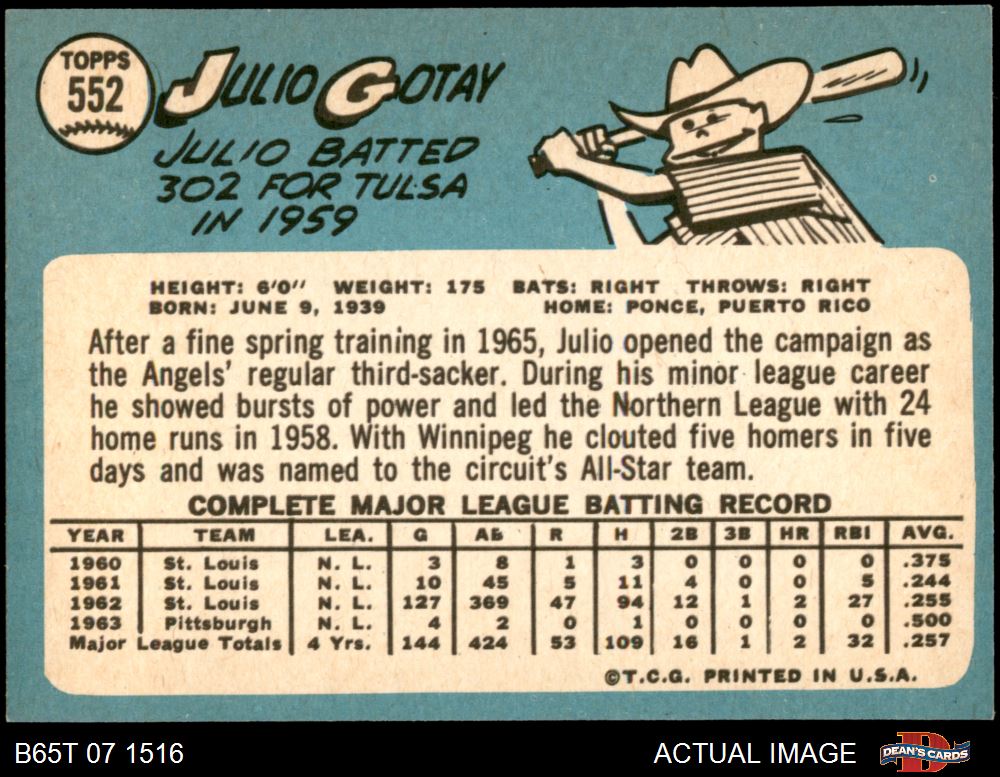 TOPPS
552
JULIO GOTAY
JULIO BATTED
302 FOR TULSA
IN 1959
HEIGHT: 6'0" WEIGHT: 175 BATS: RIGHT THROWS: RIGHT
BORN: JUNE 9, 1939 HOME: PONCE, PUERTO RICO
After a fine spring training in 1965, Julio opened the campaign as
the Angels' regular third-sacker. During his minor league career
he showed bursts of power and led the Northern League with 24
home runs in 1958. With Winnipeg he clouted five homers in five
days and was named to the circuit's All-Star team.
COMPLETE MAJOR LEAGUE BATTING RECORD
YEAR TEAM LEA. G AB R H 2B 3B HR RBI AVG.
1960 St. Louis N. L. 3 8 1 3 0 0 0 0 .375
1961 St. Louis N. L. 10 45 5 11 4 0 0 5 .244
1962 St. Louis N. L. 127 369 47 94 12 1 2 27 .255
1963 Pittsburgh N. L. 4 2 0 1 0 0 0 0 .500
Major League Totals 4 Yrs. 144 424 53 109 16 1 2 32 .257
©T.C.G. PRINTED IN U.S.A.
B65T 07 1516 ACTUAL IMAGE DEAN'S CARDS